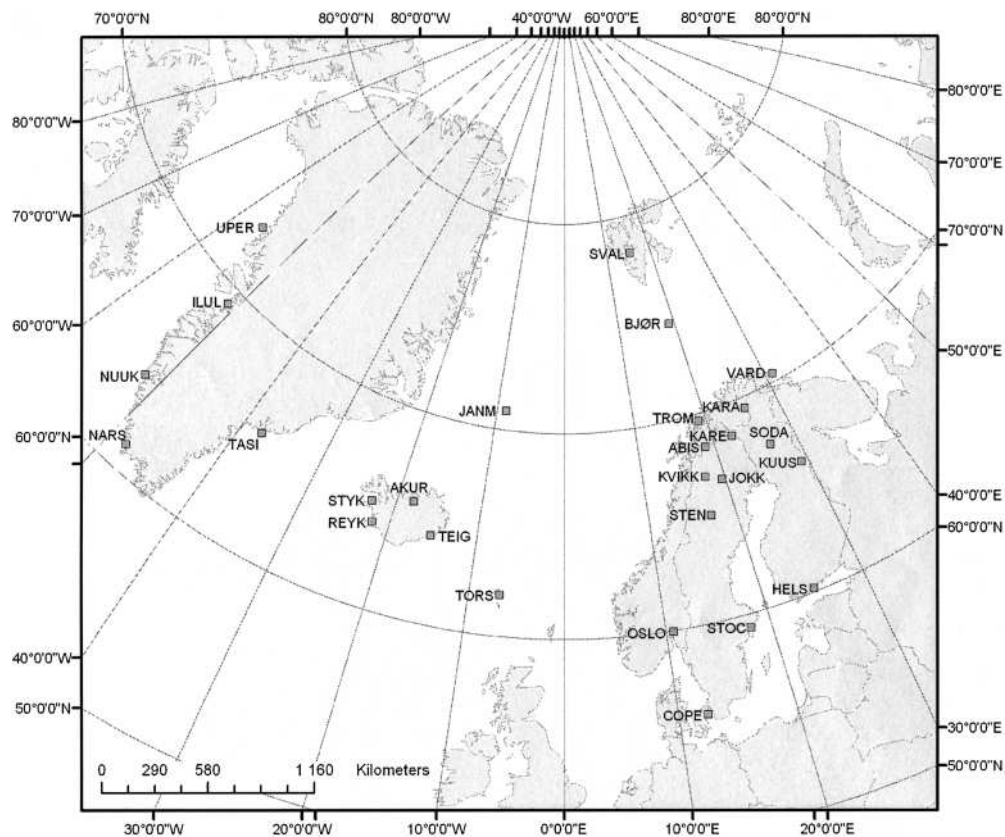 70°0'0"N 80°0'0"N 80°0'0"W 40°0'0"W 60°0'0"E 80°0'0"E 80°0'0"N
80°0'0"W
70°0'0"W
60°0'0"W
60°0'0"N
40°0'0"W
50°0'0"N
80°0'0"E
70°0'0"E
70°0'0"N
50°0'0"E
40°0'0"E
60°0'0"N
30°0'0"E
50°0'0"N
UPER
SVAL
ILUL
BJØR
NUUK
VARD
JANM
KARA
TROM
NARS
TASI
KARE
SODA
ABIS
KUUS
KVIKK
JOKK
AKUR
STYK
REYK
STEN
TEIG
TORS
HELS
OSLO
STOC
COPE
0 290 580 1 160 Kilometers
30°0'0"W 20°0'0"W 10°0'0"W 0°0'0"E 10°0'0"E 20°0'0"E